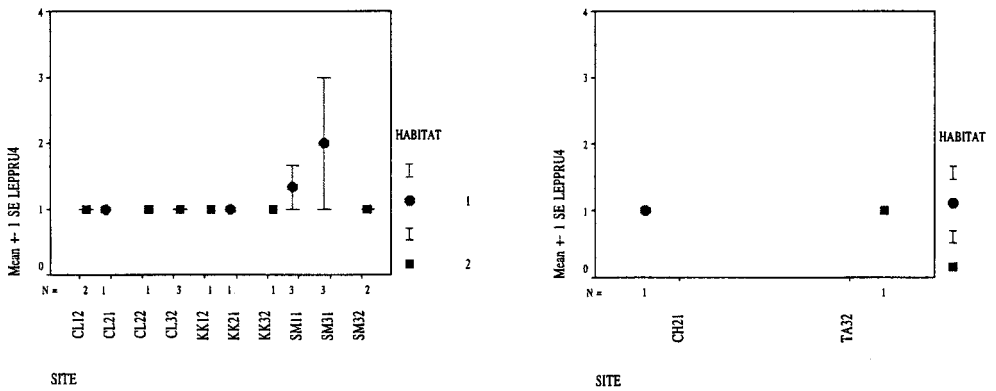 4
3
2
1
0
Mean +- 1 SE LEPPRU4
N = 2 1 1 3 1 1 1 3 3 2
CL12 CL21 CL22 CL32 KK12 KK21 KK32 SM11 SM31 SM32
SITE
HABITAT
1
2
4
3
2
1
0
Mean +- 1 SE LEPPRU4
N = 1 1
CH21 TA32
SITE
HABITAT